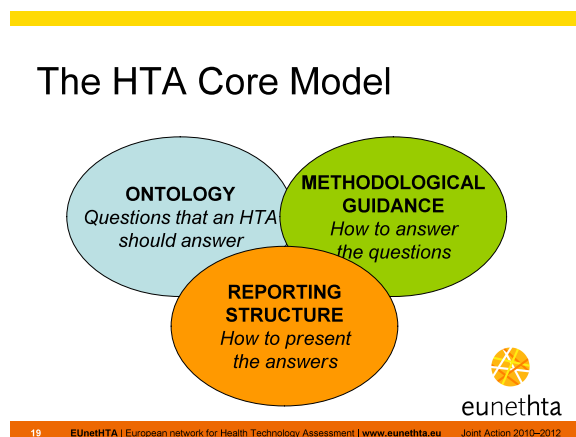 The HTA Core Model
ONTOLOGY
Questions that an HTA
should answer
METHODOLOGICAL
GUIDANCE
How to answer
the questions
REPORTING
STRUCTURE
How to present
the answers
eunethta
19 EUnetHTA | European network for Health Technology Assessment | www.eunethta.eu Joint Action 2010–2012